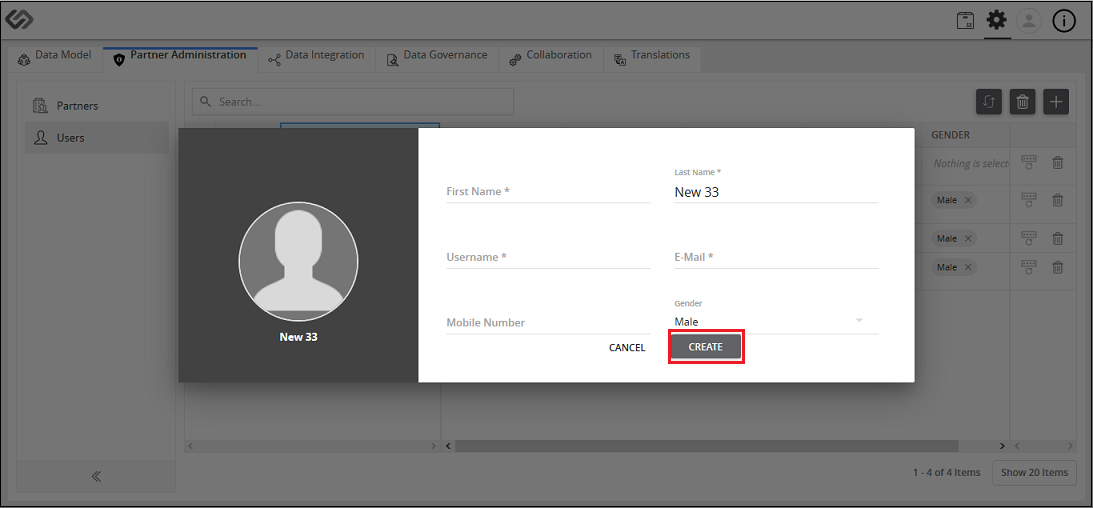 Data Model
Partner Administration
Data Integration
Data Governance
Collaboration
Translations
Partners
Users
Search...
GENDER
Nothing is select
Male
Male
Male
First Name *
Last Name *
New 33
Username *
E-Mail *
Mobile Number
Gender
Male
New 33
CANCEL
CREATE
1 - 4 of 4 Items
Show 20 Items